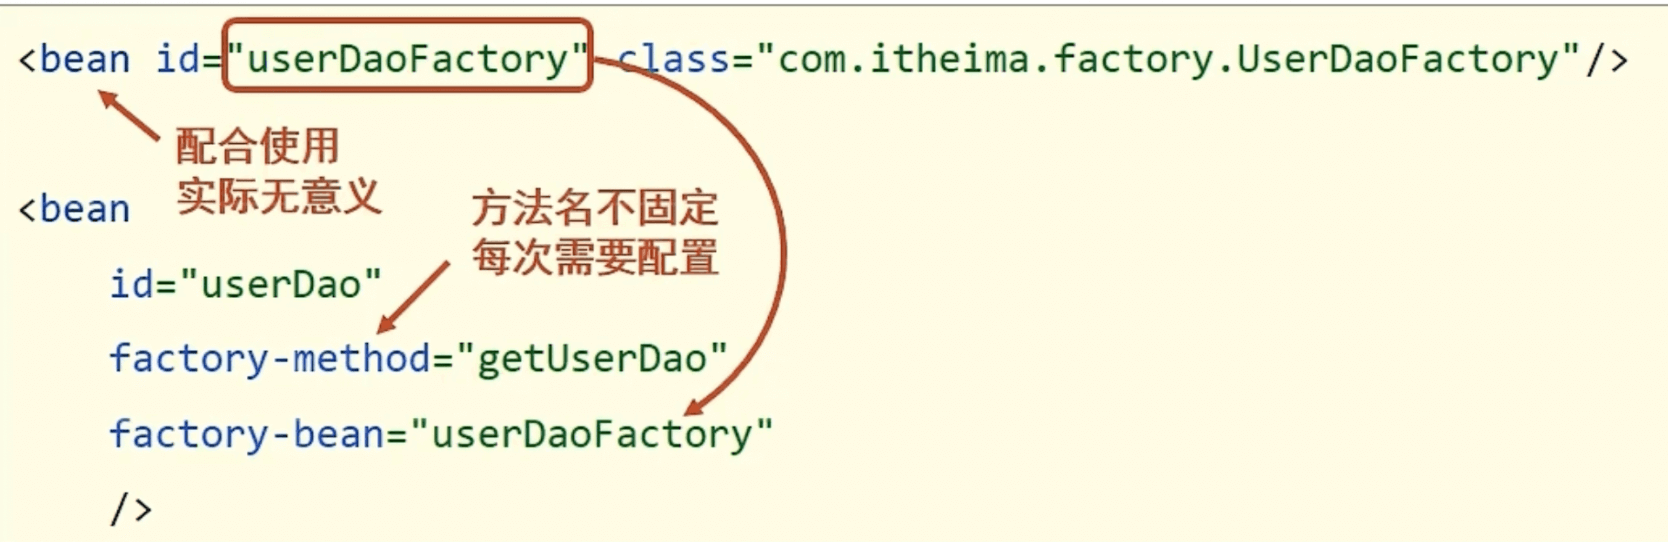 <bean id="userDaoFactory" class="com.itheima.factory.UserDaoFactory"/>
配合使用
实际无意义
<bean
方法名不固定
每次需要配置
id="userDao"
factory-method="getUserDao"
factory-bean="userDaoFactory"
/>